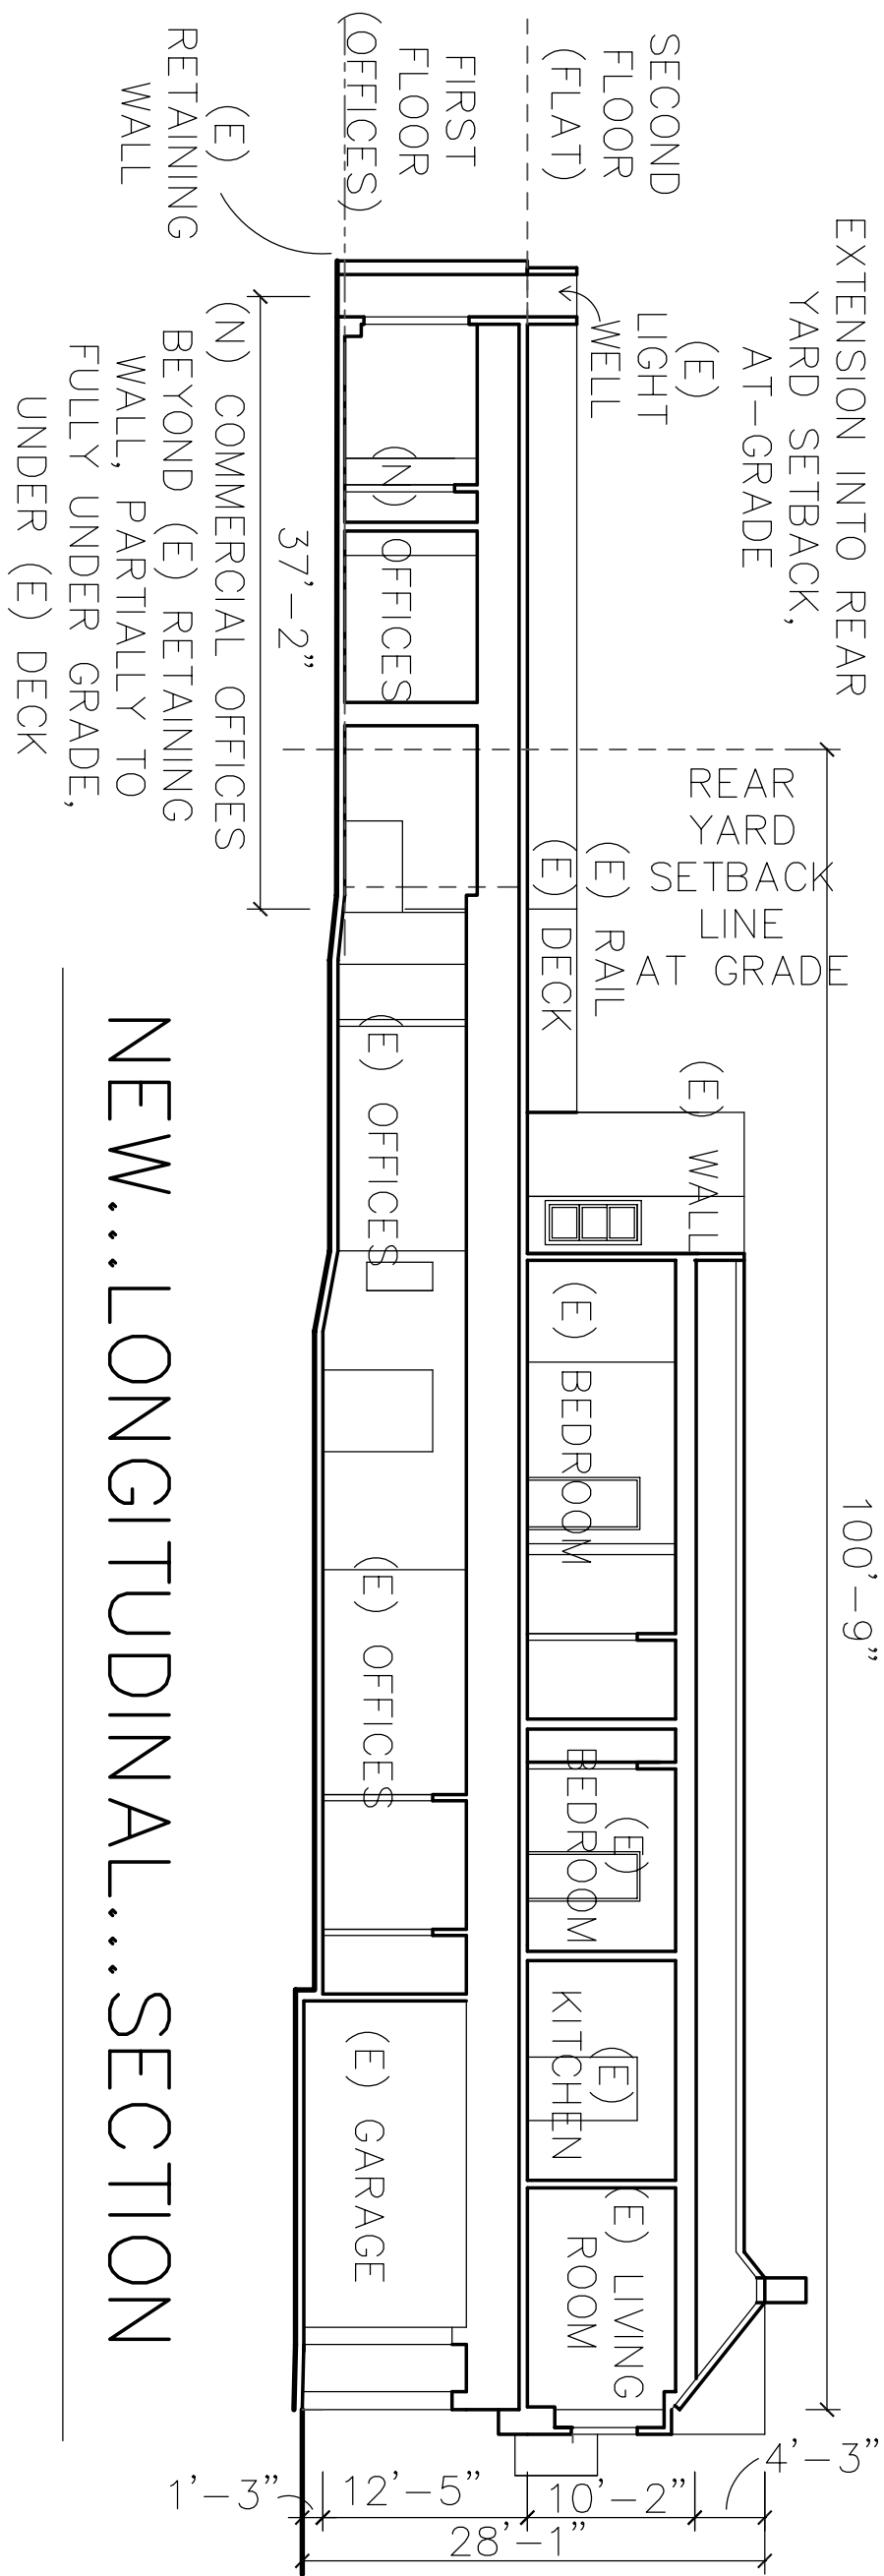 EXTENSION INTO REAR
YARD SETBACK,
AT-GRADE
SECOND
FLOOR
(FLAT)
FIRST
FLOOR
(OFFICES)
(E)
RETAINING
WALL
(E)
LIGHT
WELL
REAR
YARD
SETBACK
LINE
AT GRADE
100'-9"
(E) RAIL
(E) DECK
(E) WALL
(E) BEDROOM
(E)
BEDROOM
(E)
KITCHEN
(E) LIVING
ROOM
(N) OFFICES
(E) OFFICES
(E) OFFICES
(E) GARAGE
37'-2"
(N) COMMERCIAL OFFICES
BEYOND (E) RETAINING
WALL, PARTIALLY TO
FULLY UNDER GRADE,
UNDER (E) DECK
4'-3"
10'-2"
12'-5"
1'-3"
28'-1"
NEW...LONGITUDINAL...SECTION